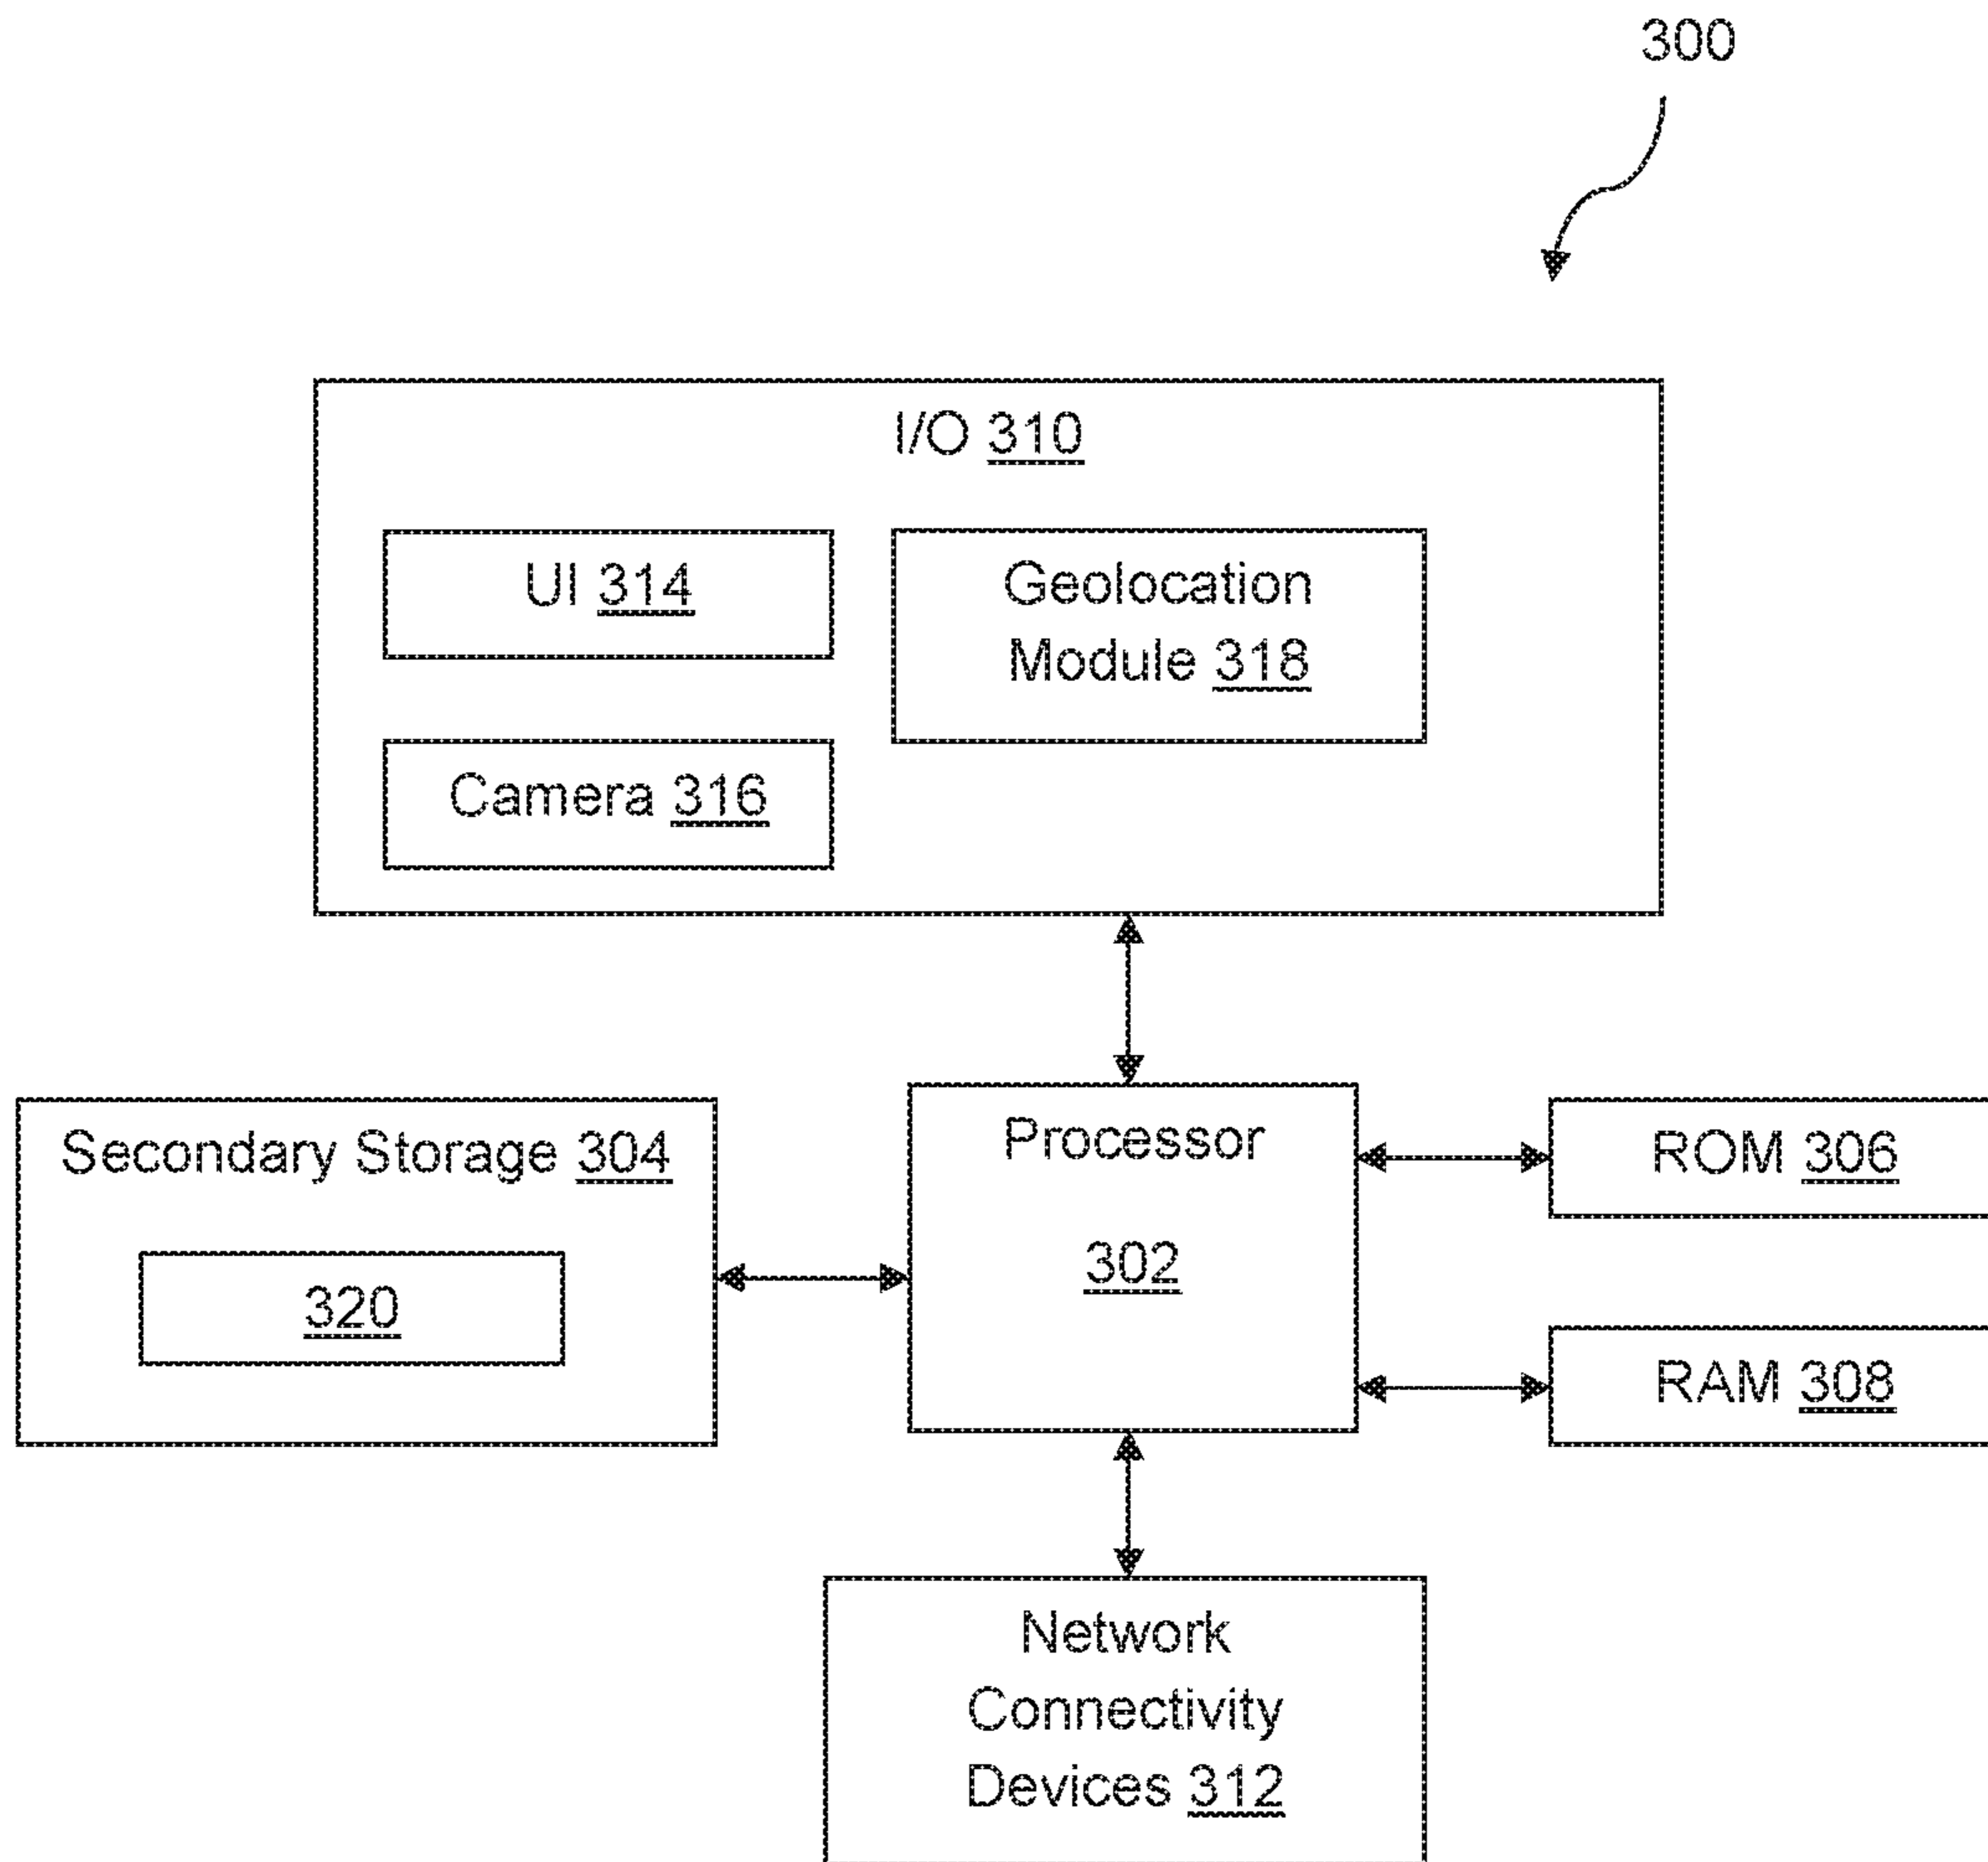 300
I/O 310
UI 314
Geolocation
Module 318
Camera 316
Secondary Storage 304
320
Processor
302
ROM 306
RAM 308
Network
Connectivity
Devices 312